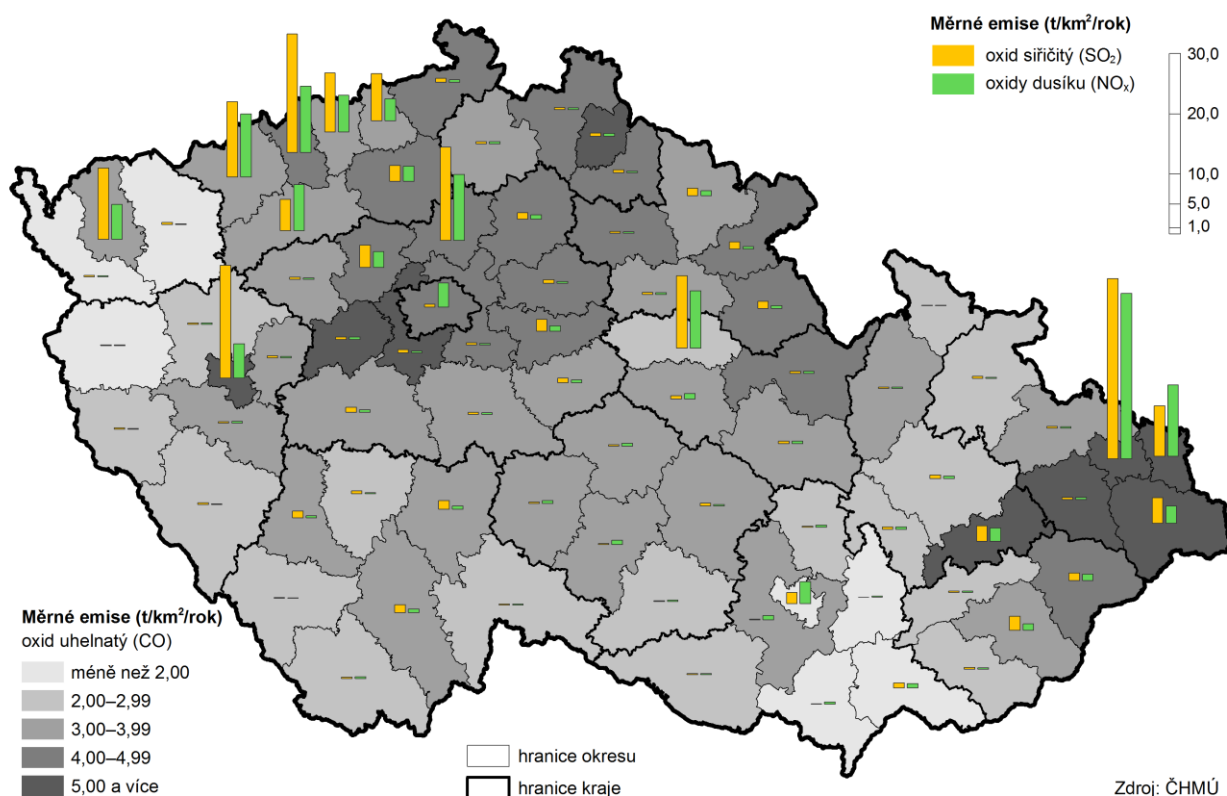 Měrné emise (t/km²/rok)
oxid siřičitý (SO₂)
oxidy dusíku (NOₓ)
30,0
20,0
10,0
5,0
1,0
Měrné emise (t/km²/rok)
oxid uhelnatý (CO)
méně než 2,00
2,00–2,99
3,00–3,99
4,00–4,99
5,00 a více
hranice okresu
hranice kraje
Zdroj: ČHMÚ